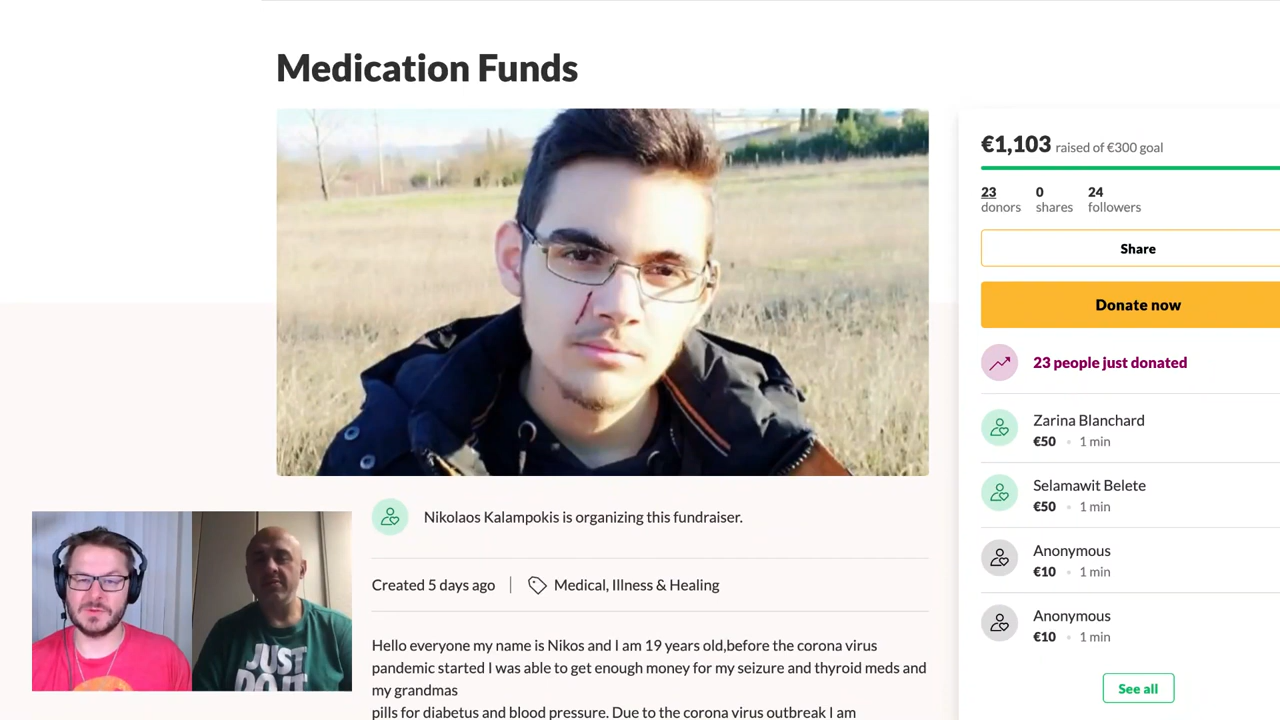 Medication Funds
€1,103 raised of €300 goal
23 0 24
donors shares followers
Share
Donate now
23 people just donated
Zarina Blanchard
€50 • 1 min
Selamawit Belete
€50 • 1 min
Anonymous
€10 • 1 min
Anonymous
€10 • 1 min
See all
Nikolaos Kalampokis is organizing this fundraiser.
Created 5 days ago | Medical, Illness & Healing
Hello everyone my name is Nikos and I am 19 years old,before the corona virus
pandemic started I was able to get enough money for my seizure and thyroid meds and
my grandmas
pills for diabetus and blood pressure. Due to the corona virus outbreak I am
JUST
DO IT